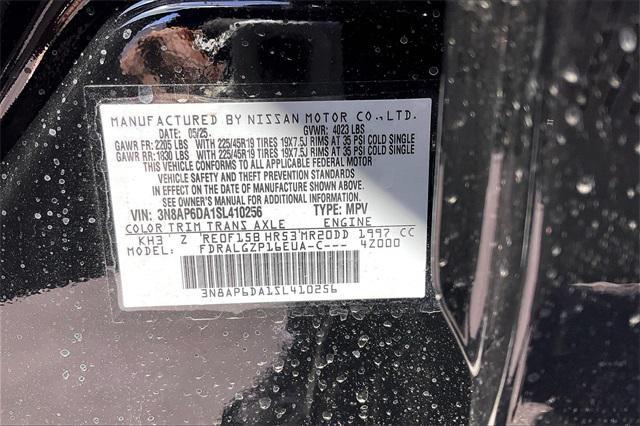 MANUFACTURED BY NISSAN MOTOR CO.,LTD.
05/25. GVWR: 4023 LBS
GAWR FR: 2205 LBS WITH 225/45R19 TIRES 19X7.5J RIMS AT 35 PSI COLD SINGLE
GAWR RR: 1830 LBS WITH 225/45R19 TIRES 19X7.5J RIMS AT 35 PSI COLD SINGLE
THIS VEHICLE CONFORMS TO ALL APPLICABLE FEDERAL MOTOR
VEHICLE SAFETY AND THEFT PREVENTION STANDARDS
IN EFFECT ON THE DATE OF MANUFACTURE SHOWN ABOVE.
SEE OWNER'S MANUAL FOR ADDITIONAL INFORMATION.
VIN: 3N8AP6DA1SL410256 TYPE: MPV
COLOR TRIM TRANS AXLE ENGINE
KH3 Z RE0F15B HR53 MR20DD 1997 CC
MODEL: FDRALGZP16EUA-C--- 4Z000
3N8AP6DA1SL410256